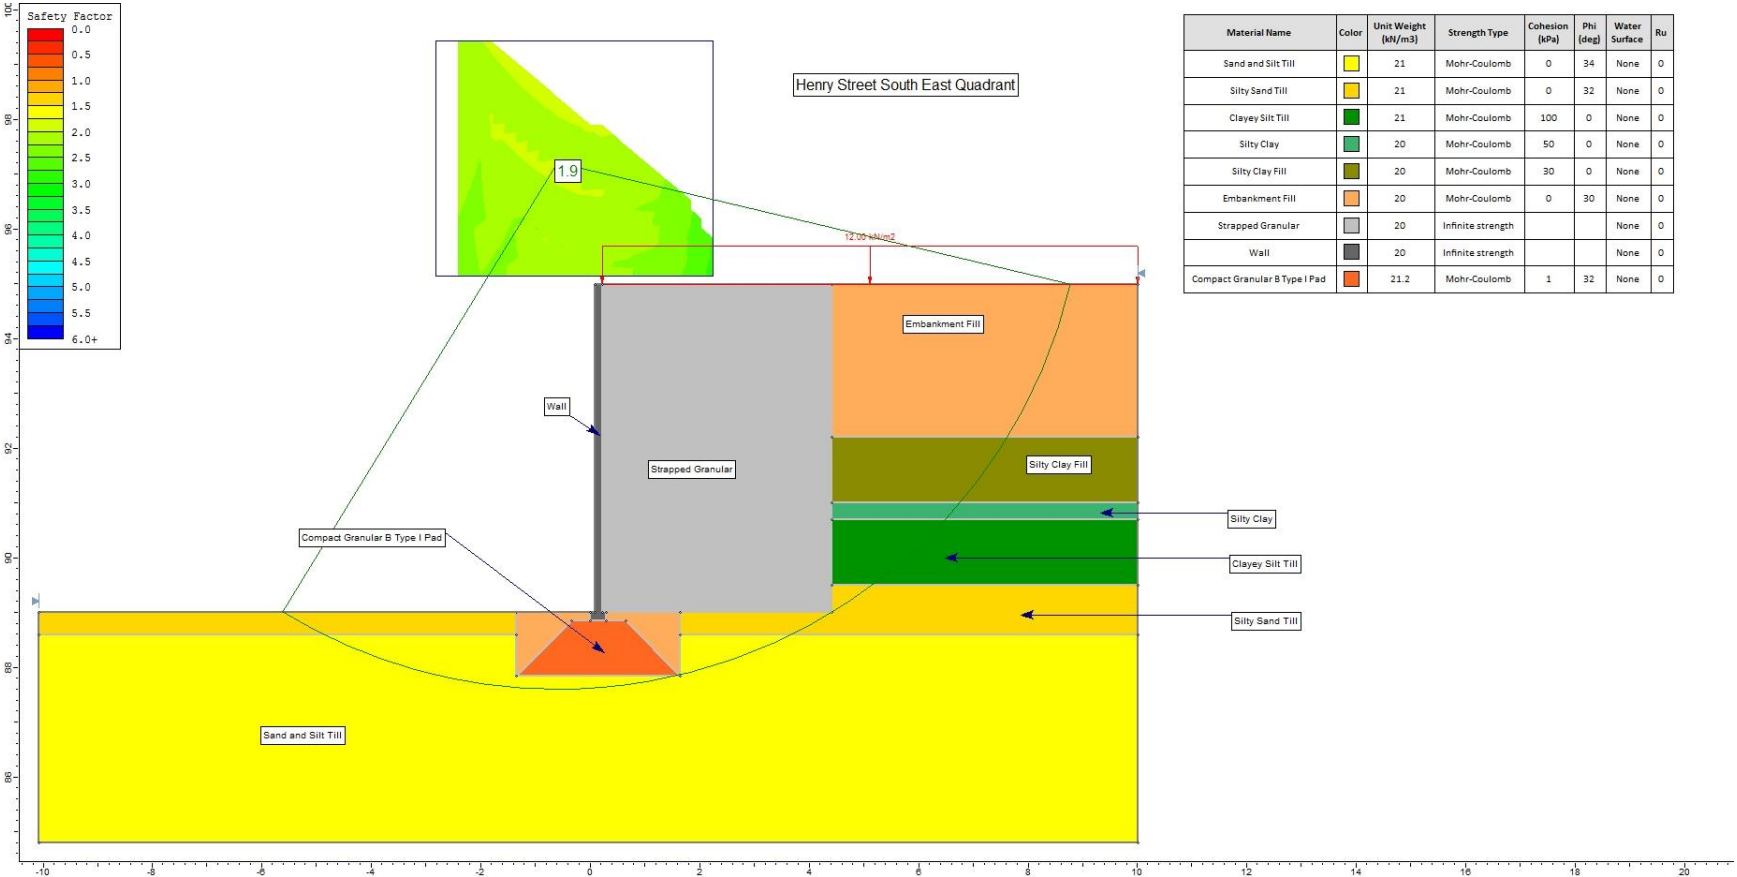 Safety Factor
0.0
0.5
1.0
1.5
2.0
2.5
3.0
3.5
4.0
4.5
5.0
5.5
6.0+
Henry Street South East Quadrant
Material Name Color Unit Weight (kN/m3) Strength Type Cohesion (kPa) Phi (deg) Water Surface Ru
Sand and Silt Till 21 Mohr-Coulomb 0 34 None 0
Silty Sand Till 21 Mohr-Coulomb 0 32 None 0
Clayey Silt Till 21 Mohr-Coulomb 100 0 None 0
Silty Clay 20 Mohr-Coulomb 50 0 None 0
Silty Clay Fill 20 Mohr-Coulomb 30 0 None 0
Embankment Fill 20 Mohr-Coulomb 0 30 None 0
Strapped Granular 20 Infinite strength None 0
Wall 20 Infinite strength None 0
Compact Granular B Type I Pad 21.2 Mohr-Coulomb 1 32 None 0
1.9
12.00 kN/m2
Embankment Fill
Wall
Strapped Granular
Silty Clay Fill
Silty Clay
Compact Granular B Type I Pad
Clayey Silt Till
Silty Sand Till
Sand and Silt Till
100
98
96
94
92
90
88
86
-10 -8 -6 -4 -2 0 2 4 6 8 10 12 14 16 18 20